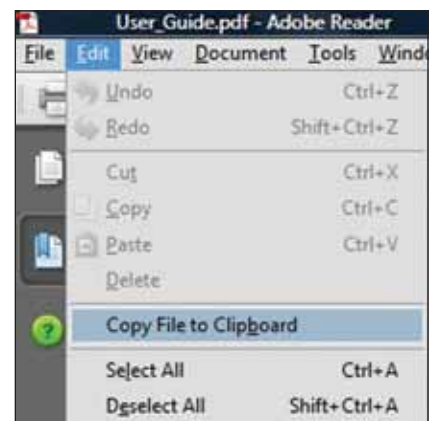 User_Guide.pdf - Adobe Reader
File Edit View Document Tools Wind
Undo Ctrl+Z
Redo Shift+Ctrl+Z
Cut Ctrl+X
Copy Ctrl+C
Paste Ctrl+V
Delete
Copy File to Clipboard
Select All Ctrl+A
Deselect All Shift+Ctrl+A